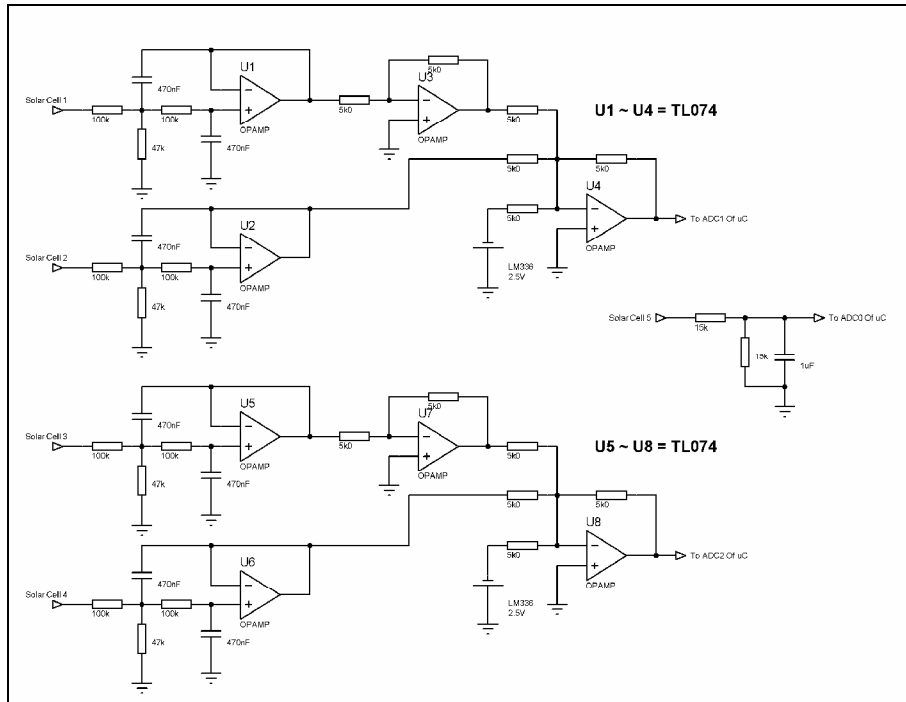 U1
U3
5k0
470nF
Solar Cell 1
100k
100k
OPAMP
5k0
OPAMP
5k0
U1 ~ U4 = TL074
47k
470nF
5k0
5k0
U4
U2
5k0
OPAMP
To ADC1 Of uC
470nF
Solar Cell 2
100k
100k
OPAMP
LM336
2.5V
47k
470nF
Solar Cell 5
15k
To ADC0 Of uC
15k
1uF
U5
U7
5k0
470nF
Solar Cell 3
100k
100k
OPAMP
5k0
OPAMP
5k0
U5 ~ U8 = TL074
47k
470nF
5k0
5k0
U8
U6
5k0
OPAMP
To ADC2 Of uC
470nF
Solar Cell 4
100k
100k
OPAMP
LM336
2.5V
47k
470nF